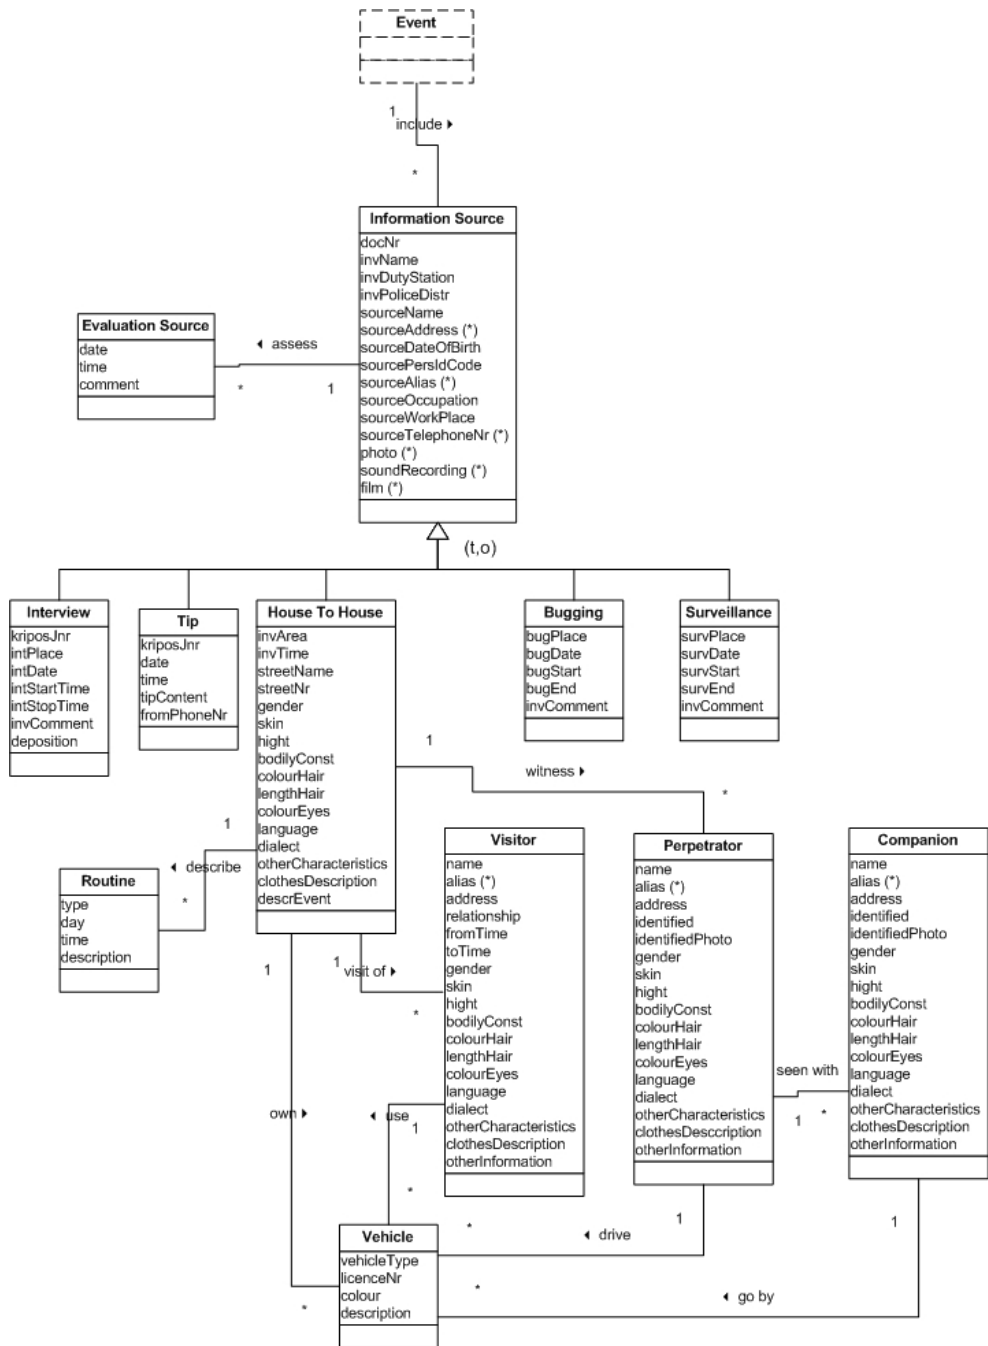 Event
1
include ▶
*
Information Source
docNr
invName
invDutyStation
invPoliceDistr
sourceName
sourceAddress (*)
sourceDateOfBirth
sourcePersIdCode
sourceAlias (*)
sourceOccupation
sourceWorkPlace
sourceTelephoneNr (*)
photo (*)
soundRecording (*)
film (*)
Evaluation Source
date
time
comment
◀ assess
*
1
(t,o)
Interview
kriposJnr
intPlace
intDate
intStartTime
intStopTime
invComment
deposition
Tip
kriposJnr
date
time
tipContent
fromPhoneNr
House To House
invArea
invTime
streetName
streetNr
gender
skin
hight
bodilyConst
colourHair
lengthHair
colourEyes
language
dialect
otherCharacteristics
clothesDescription
descrEvent
Bugging
bugPlace
bugDate
bugStart
bugEnd
invComment
Surveillance
survPlace
survDate
survStart
survEnd
invComment
1
witness ▶
*
1
◀ describe
*
Routine
type
day
time
description
Visitor
name
alias (*)
address
relationship
fromTime
toTime
gender
skin
hight
bodilyConst
colourHair
lengthHair
colourEyes
language
dialect
otherCharacteristics
clothesDescription
otherInformation
Perpetrator
name
alias (*)
address
identified
identifiedPhoto
gender
skin
hight
bodilyConst
colourHair
lengthHair
colourEyes
language
dialect
otherCharacteristics
clothesDesccription
otherInformation
Companion
name
alias (*)
address
identified
identifiedPhoto
gender
skin
hight
bodilyConst
colourHair
lengthHair
colourEyes
language
dialect
otherCharacteristics
clothesDescription
otherInformation
1
1
visit of ▶
*
seen with
1
*
own ▶
◀ use
1
*
*
1
◀ drive
1
*
◀ go by
*
Vehicle
vehicleType
licenceNr
colour
description